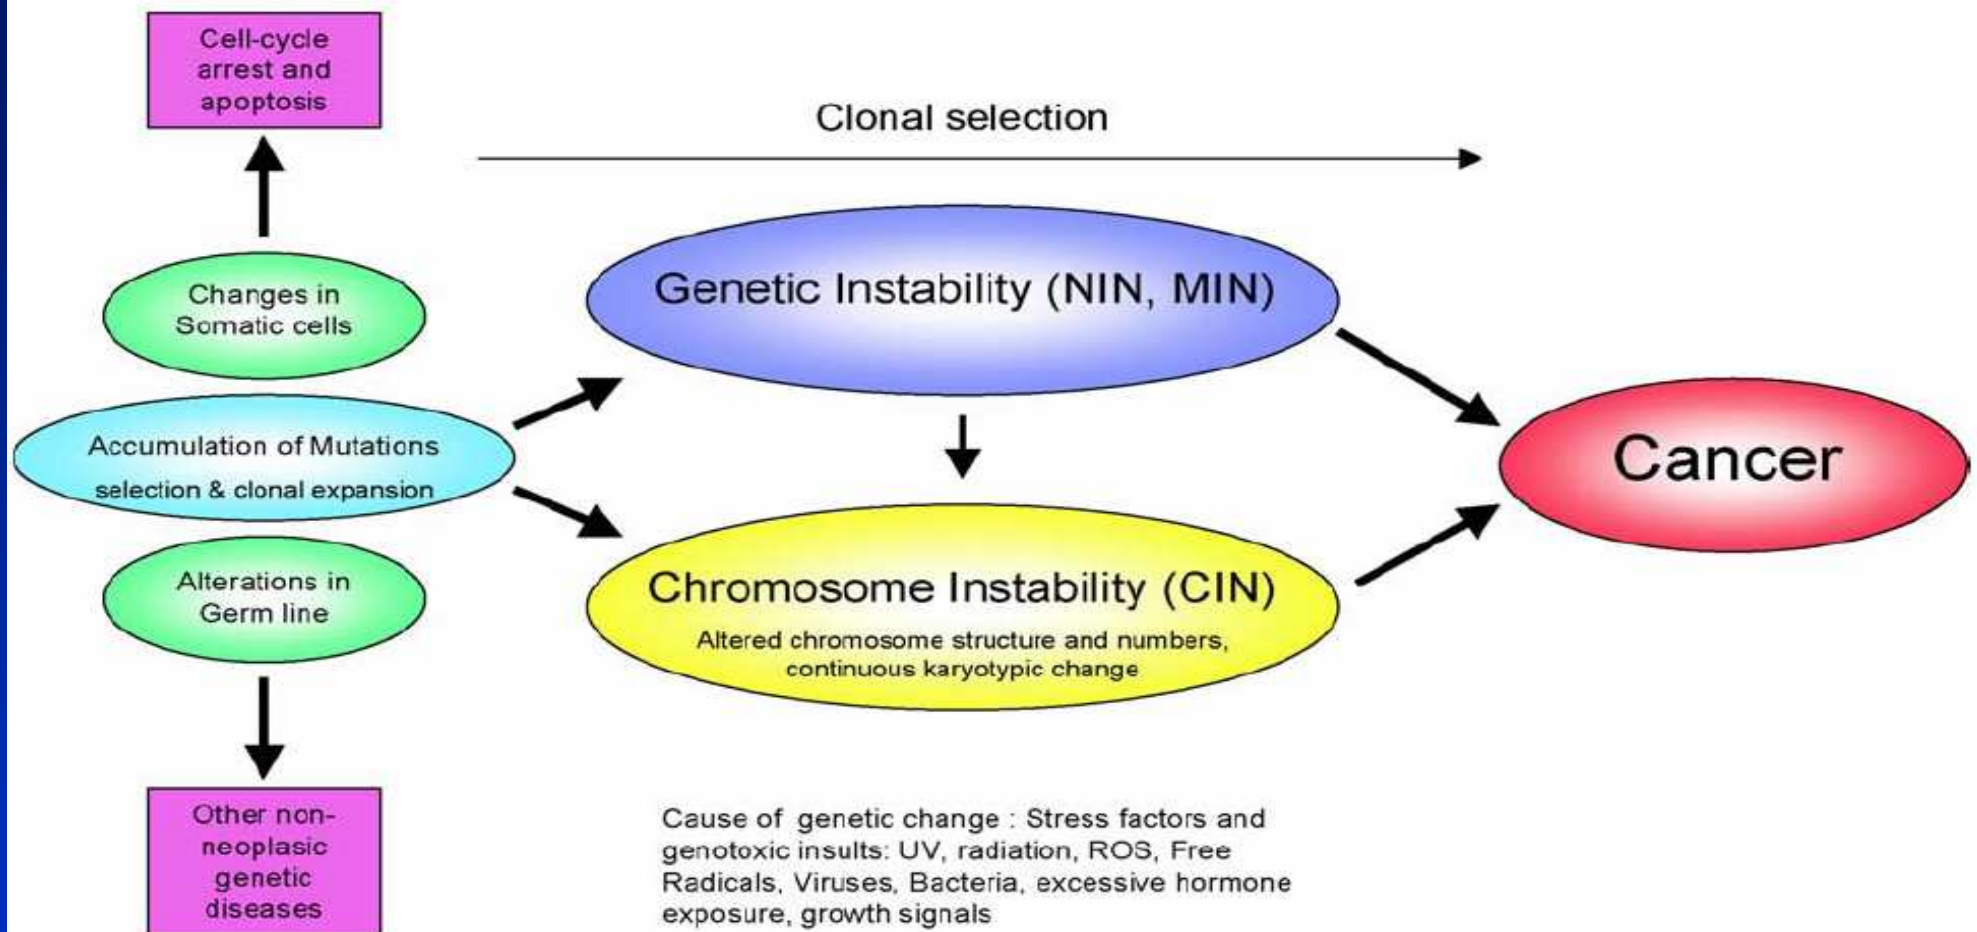 Cell-cycle
arrest and
apoptosis
Clonal selection
Changes in
Somatic cells
Genetic Instability (NIN, MIN)
Accumulation of Mutations
selection & clonal expansion
Cancer
Alterations in
Germ line
Chromosome Instability (CIN)
Altered chromosome structure and numbers,
continuous karyotypic change
Other non-
neoplasic
genetic
diseases
Cause of genetic change : Stress factors and
genotoxic insults: UV, radiation, ROS, Free
Radicals, Viruses, Bacteria, excessive hormone
exposure, growth signals